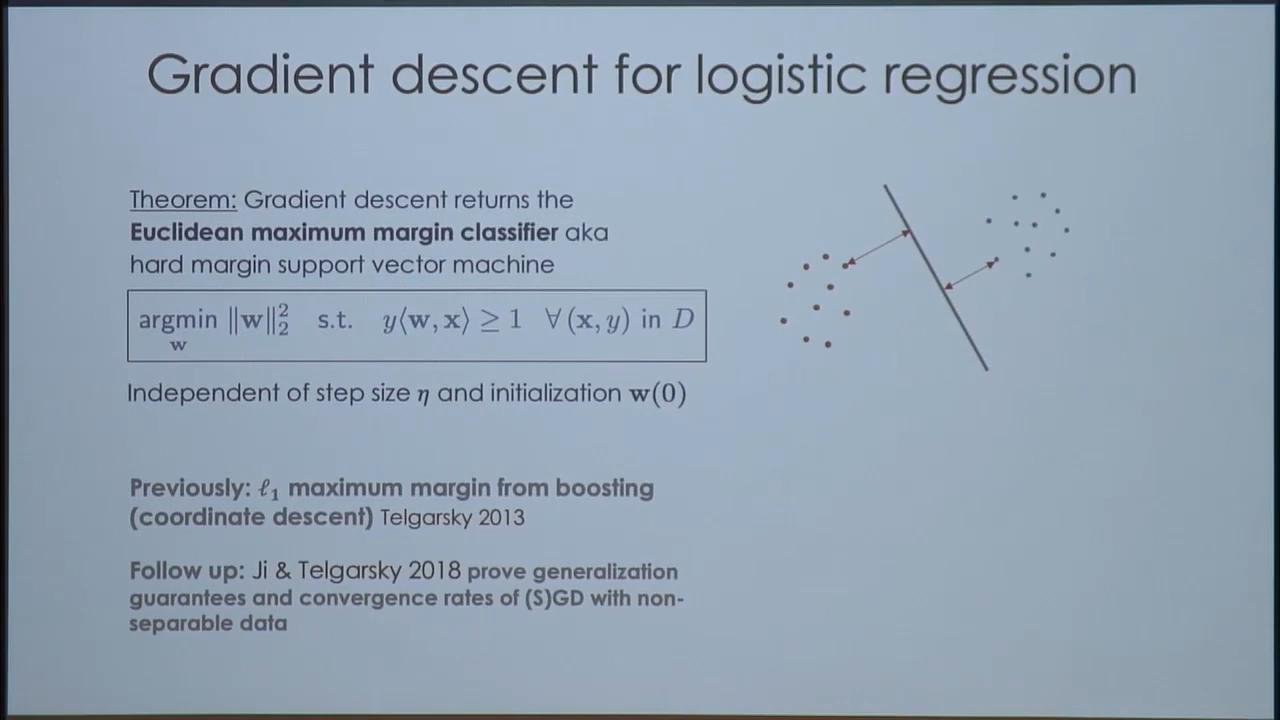 Gradient descent for logistic regression
Theorem: Gradient descent returns the
Euclidean maximum margin classifier aka
hard margin support vector machine
argmin ‖w‖₂² s.t. y⟨w, x⟩ ≥ 1 ∀(x, y) in D
w
Independent of step size η and initialization w(0)
Previously: ℓ₁ maximum margin from boosting
(coordinate descent) Telgarsky 2013
Follow up: Ji & Telgarsky 2018 prove generalization
guarantees and convergence rates of (S)GD with non-
separable data